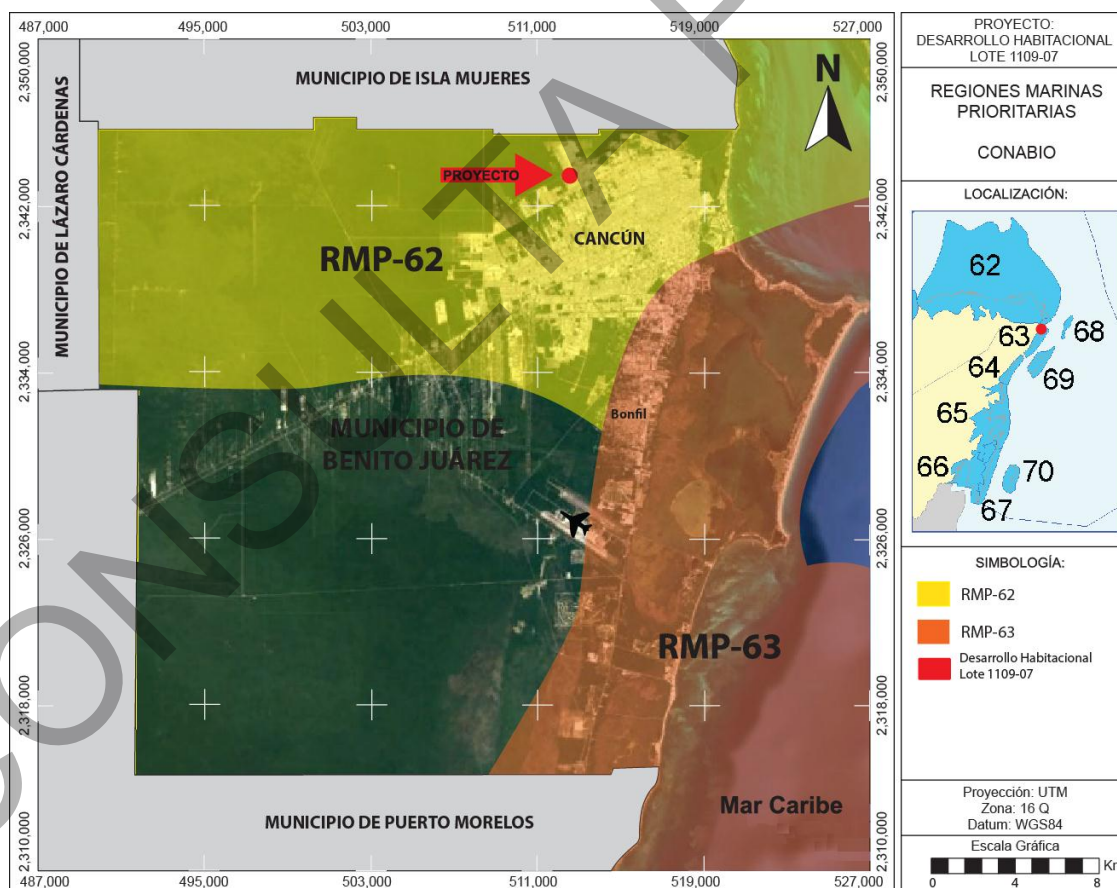 487,000
495,000
503,000
511,000
519,000
527,000
2,350,000
2,342,000
2,334,000
2,326,000
2,318,000
2,310,000
MUNICIPIO DE ISLA MUJERES
MUNICIPIO DE LÁZARO CÁRDENAS
N
PROYECTO
CANCÚN
RMP-62
Bonfil
MUNICIPIO DE
BENITO JUÁREZ
RMP-63
Mar Caribe
MUNICIPIO DE PUERTO MORELOS
2,350,000
2,342,000
2,334,000
2,326,000
2,318,000
2,310,000
487,000
495,000
503,000
511,000
519,000
527,000
PROYECTO:
DESARROLLO HABITACIONAL
LOTE 1109-07
REGIONES MARINAS
PRIORITARIAS
CONABIO
LOCALIZACIÓN:
62
63
68
64
69
65
66
70
67
SIMBOLOGÍA:
RMP-62
RMP-63
Desarrollo Habitacional
Lote 1109-07
Proyección: UTM
Zona: 16 Q
Datum: WGS84
Escala Gráfica
Km
0 4 8
CONSULTA